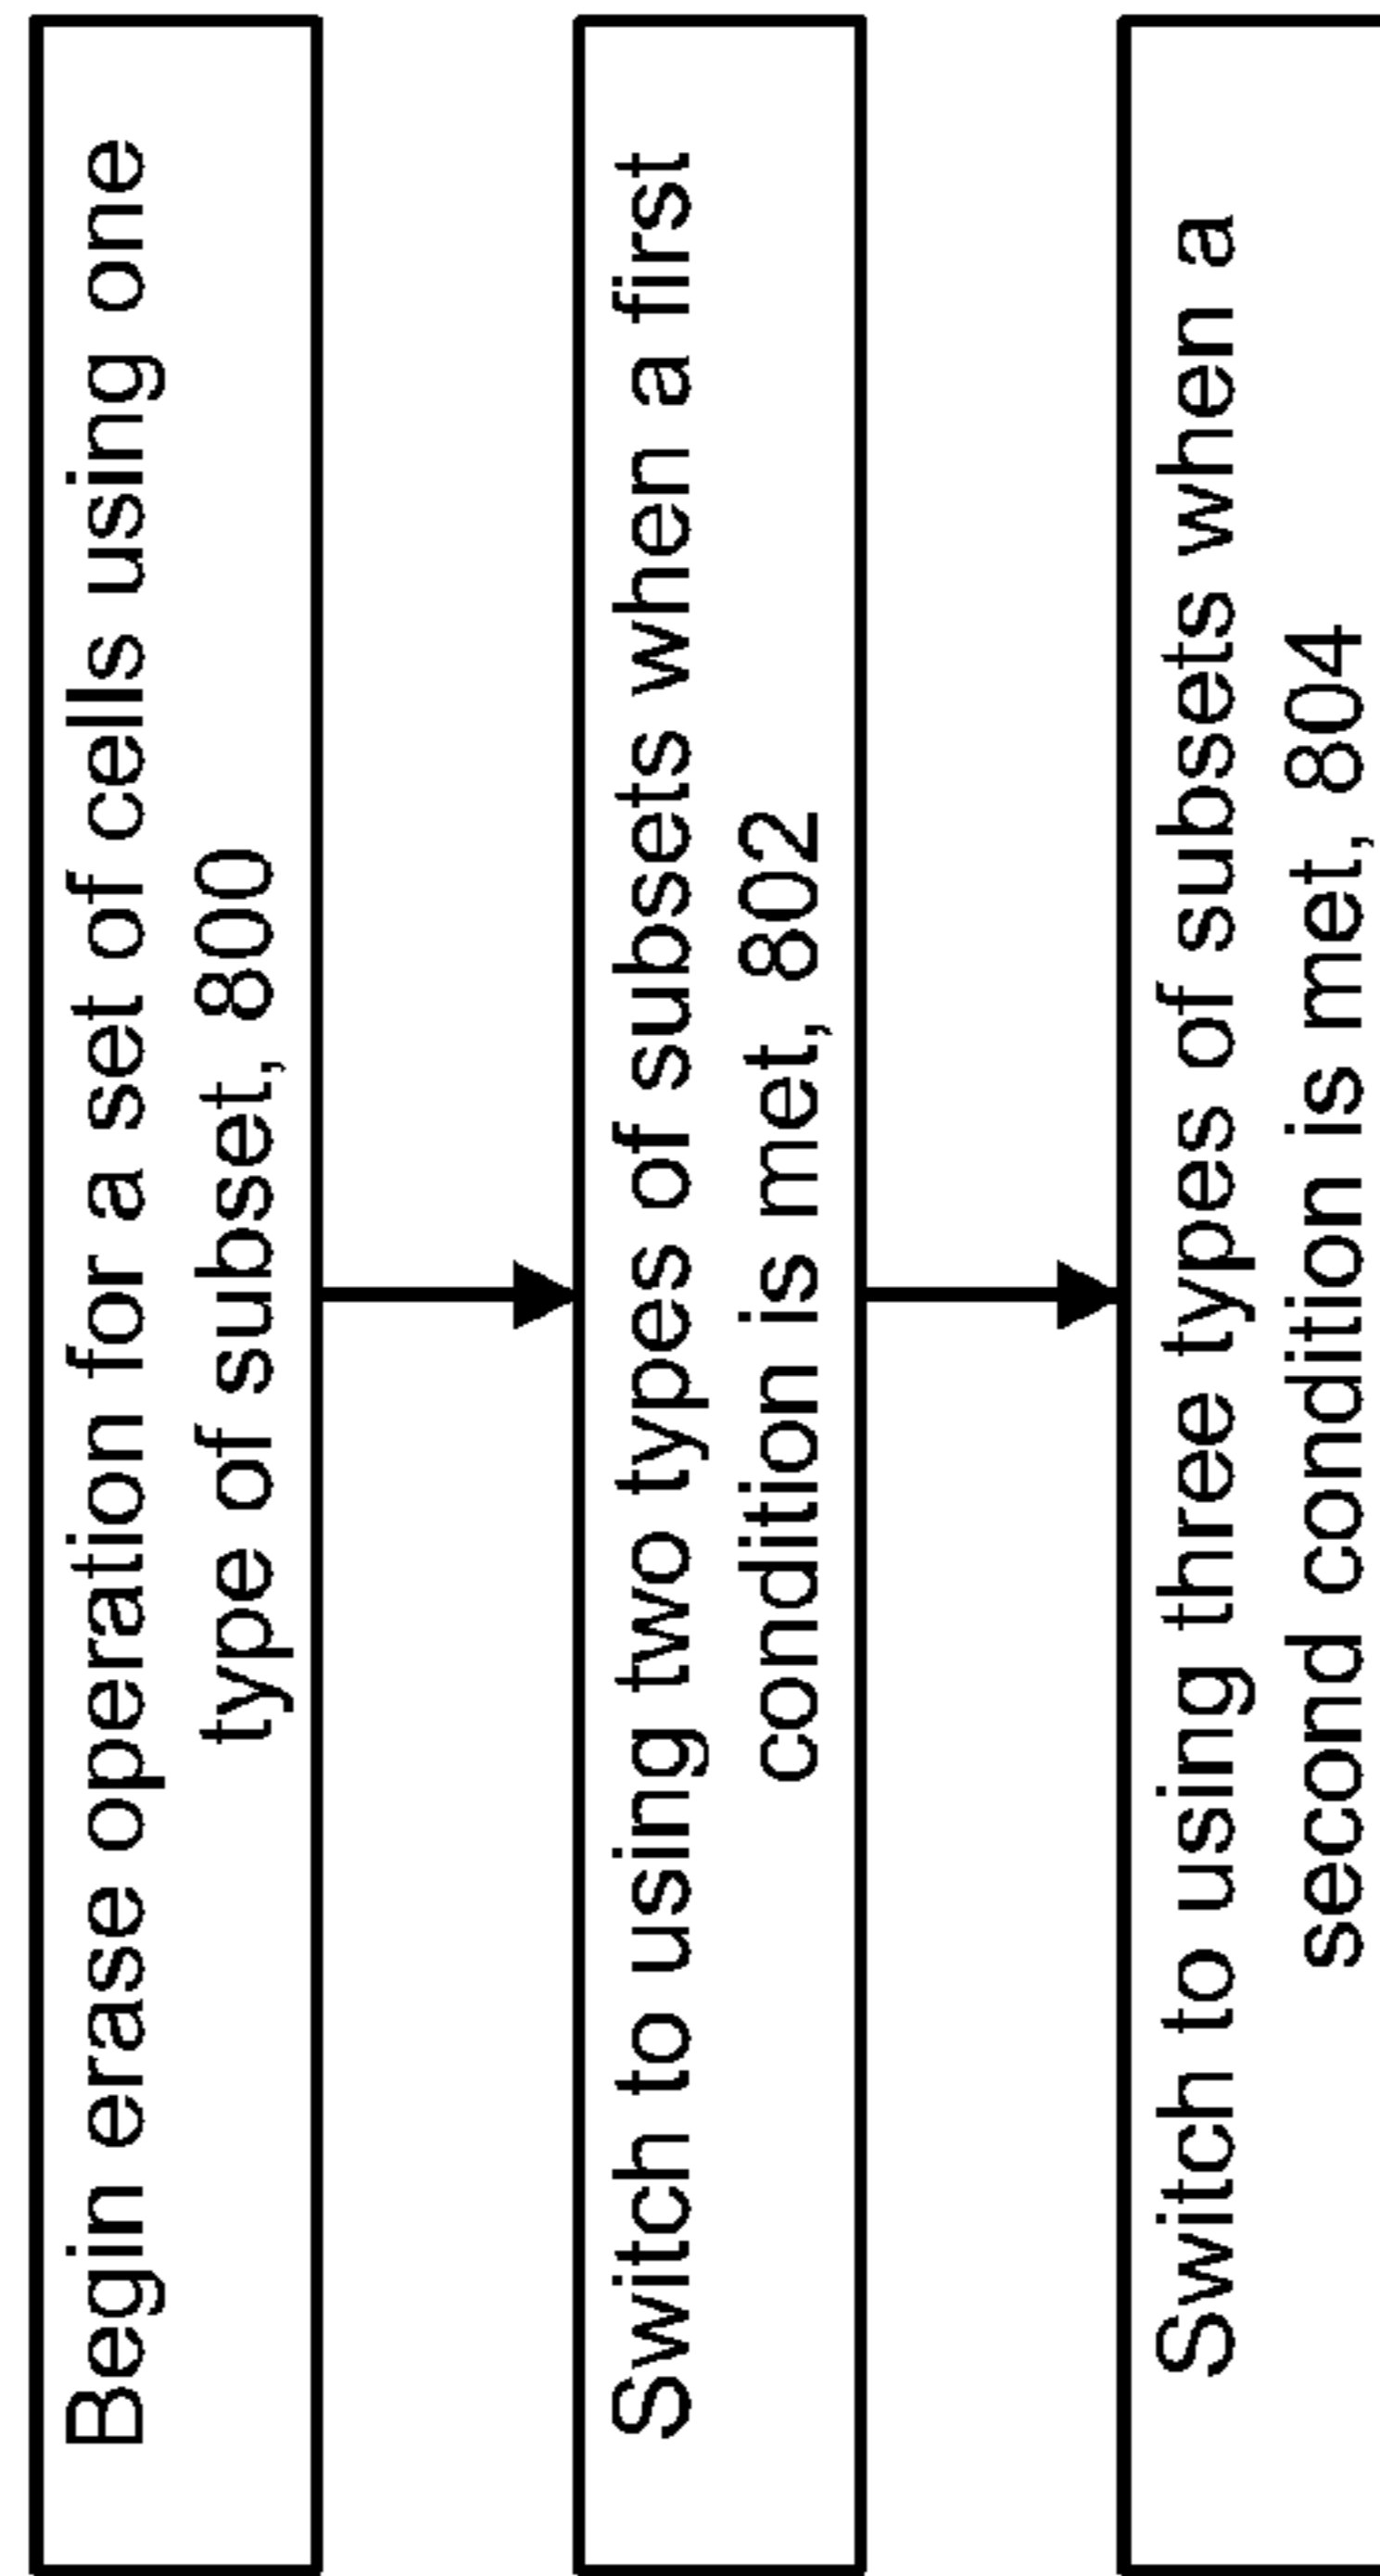 Begin erase operation for a set of cells using one
type of subset, 800
Switch to using two types of subsets when a first
condition is met, 802
Switch to using three types of subsets when a
second condition is met, 804